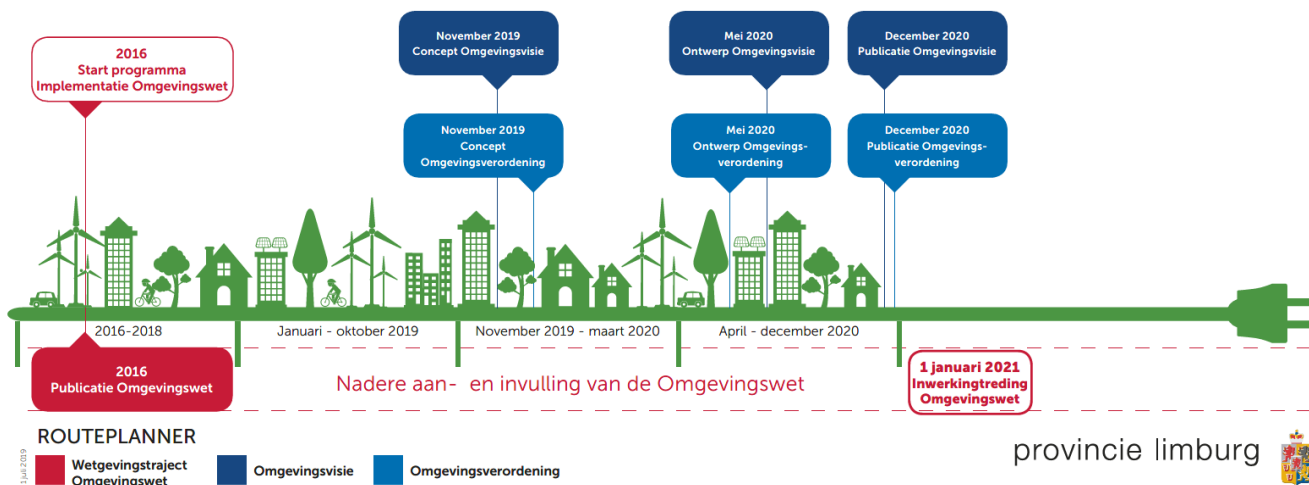 2016
Start programma
Implementatie Omgevingswet
November 2019
Concept Omgevingsvisie
Mei 2020
Ontwerp Omgevingsvisie
December 2020
Publicatie Omgevingsvisie
November 2019
Concept
Omgevingsverordening
Mei 2020
Ontwerp Omgevings-
verordening
December 2020
Publicatie Omgevings-
verordening
2016-2018
Januari - oktober 2019
November 2019 - maart 2020
April - december 2020
2016
Publicatie Omgevingswet
Nadere aan- en invulling van de Omgevingswet
1 januari 2021
Inwerkingtreding
Omgevingswet
ROUTEPLANNER
1 juli 2019
Wetgevingstraject
Omgevingswet
Omgevingsvisie
Omgevingsverordening
provincie limburg